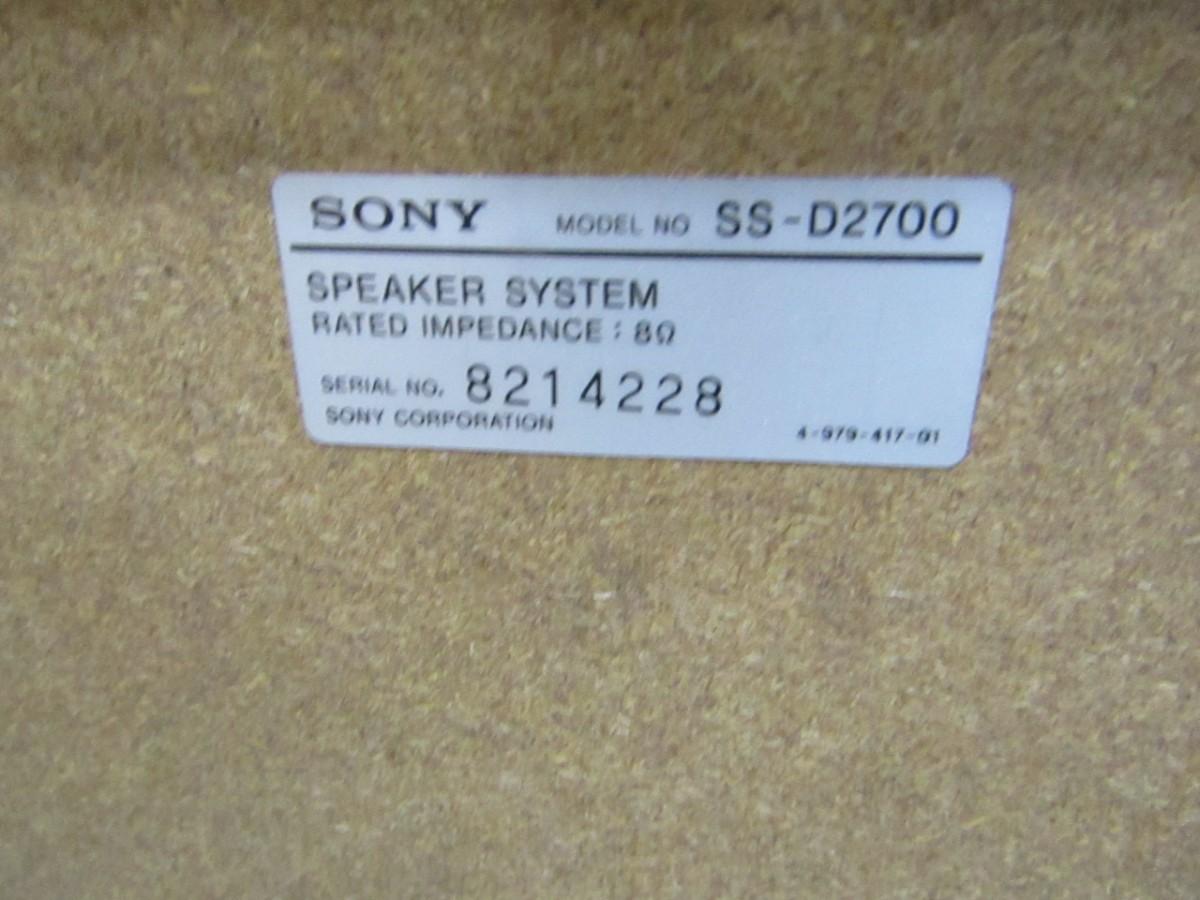 SONY MODEL NO SS-D2700
SPEAKER SYSTEM
RATED IMPEDANCE : 8Ω
SERIAL NO. 8214228
SONY CORPORATION
4-979-417-01